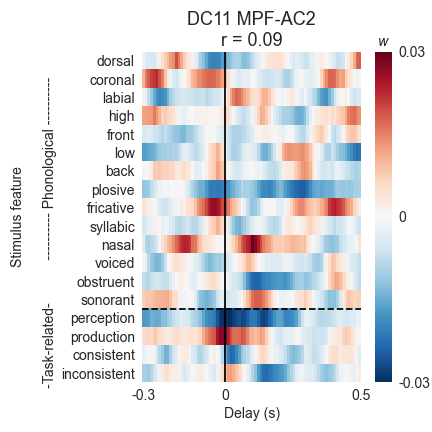 DC11 MPF-AC2
r = 0.09
w
dorsal
coronal
labial
high
front
low
back
plosive
fricative
syllabic
nasal
voiced
obstruent
sonorant
perception
production
consistent
inconsistent
Stimulus feature
-Task-related- ---------- Phonological ----------
0.03
0
-0.03
-0.3 0 0.5
Delay (s)